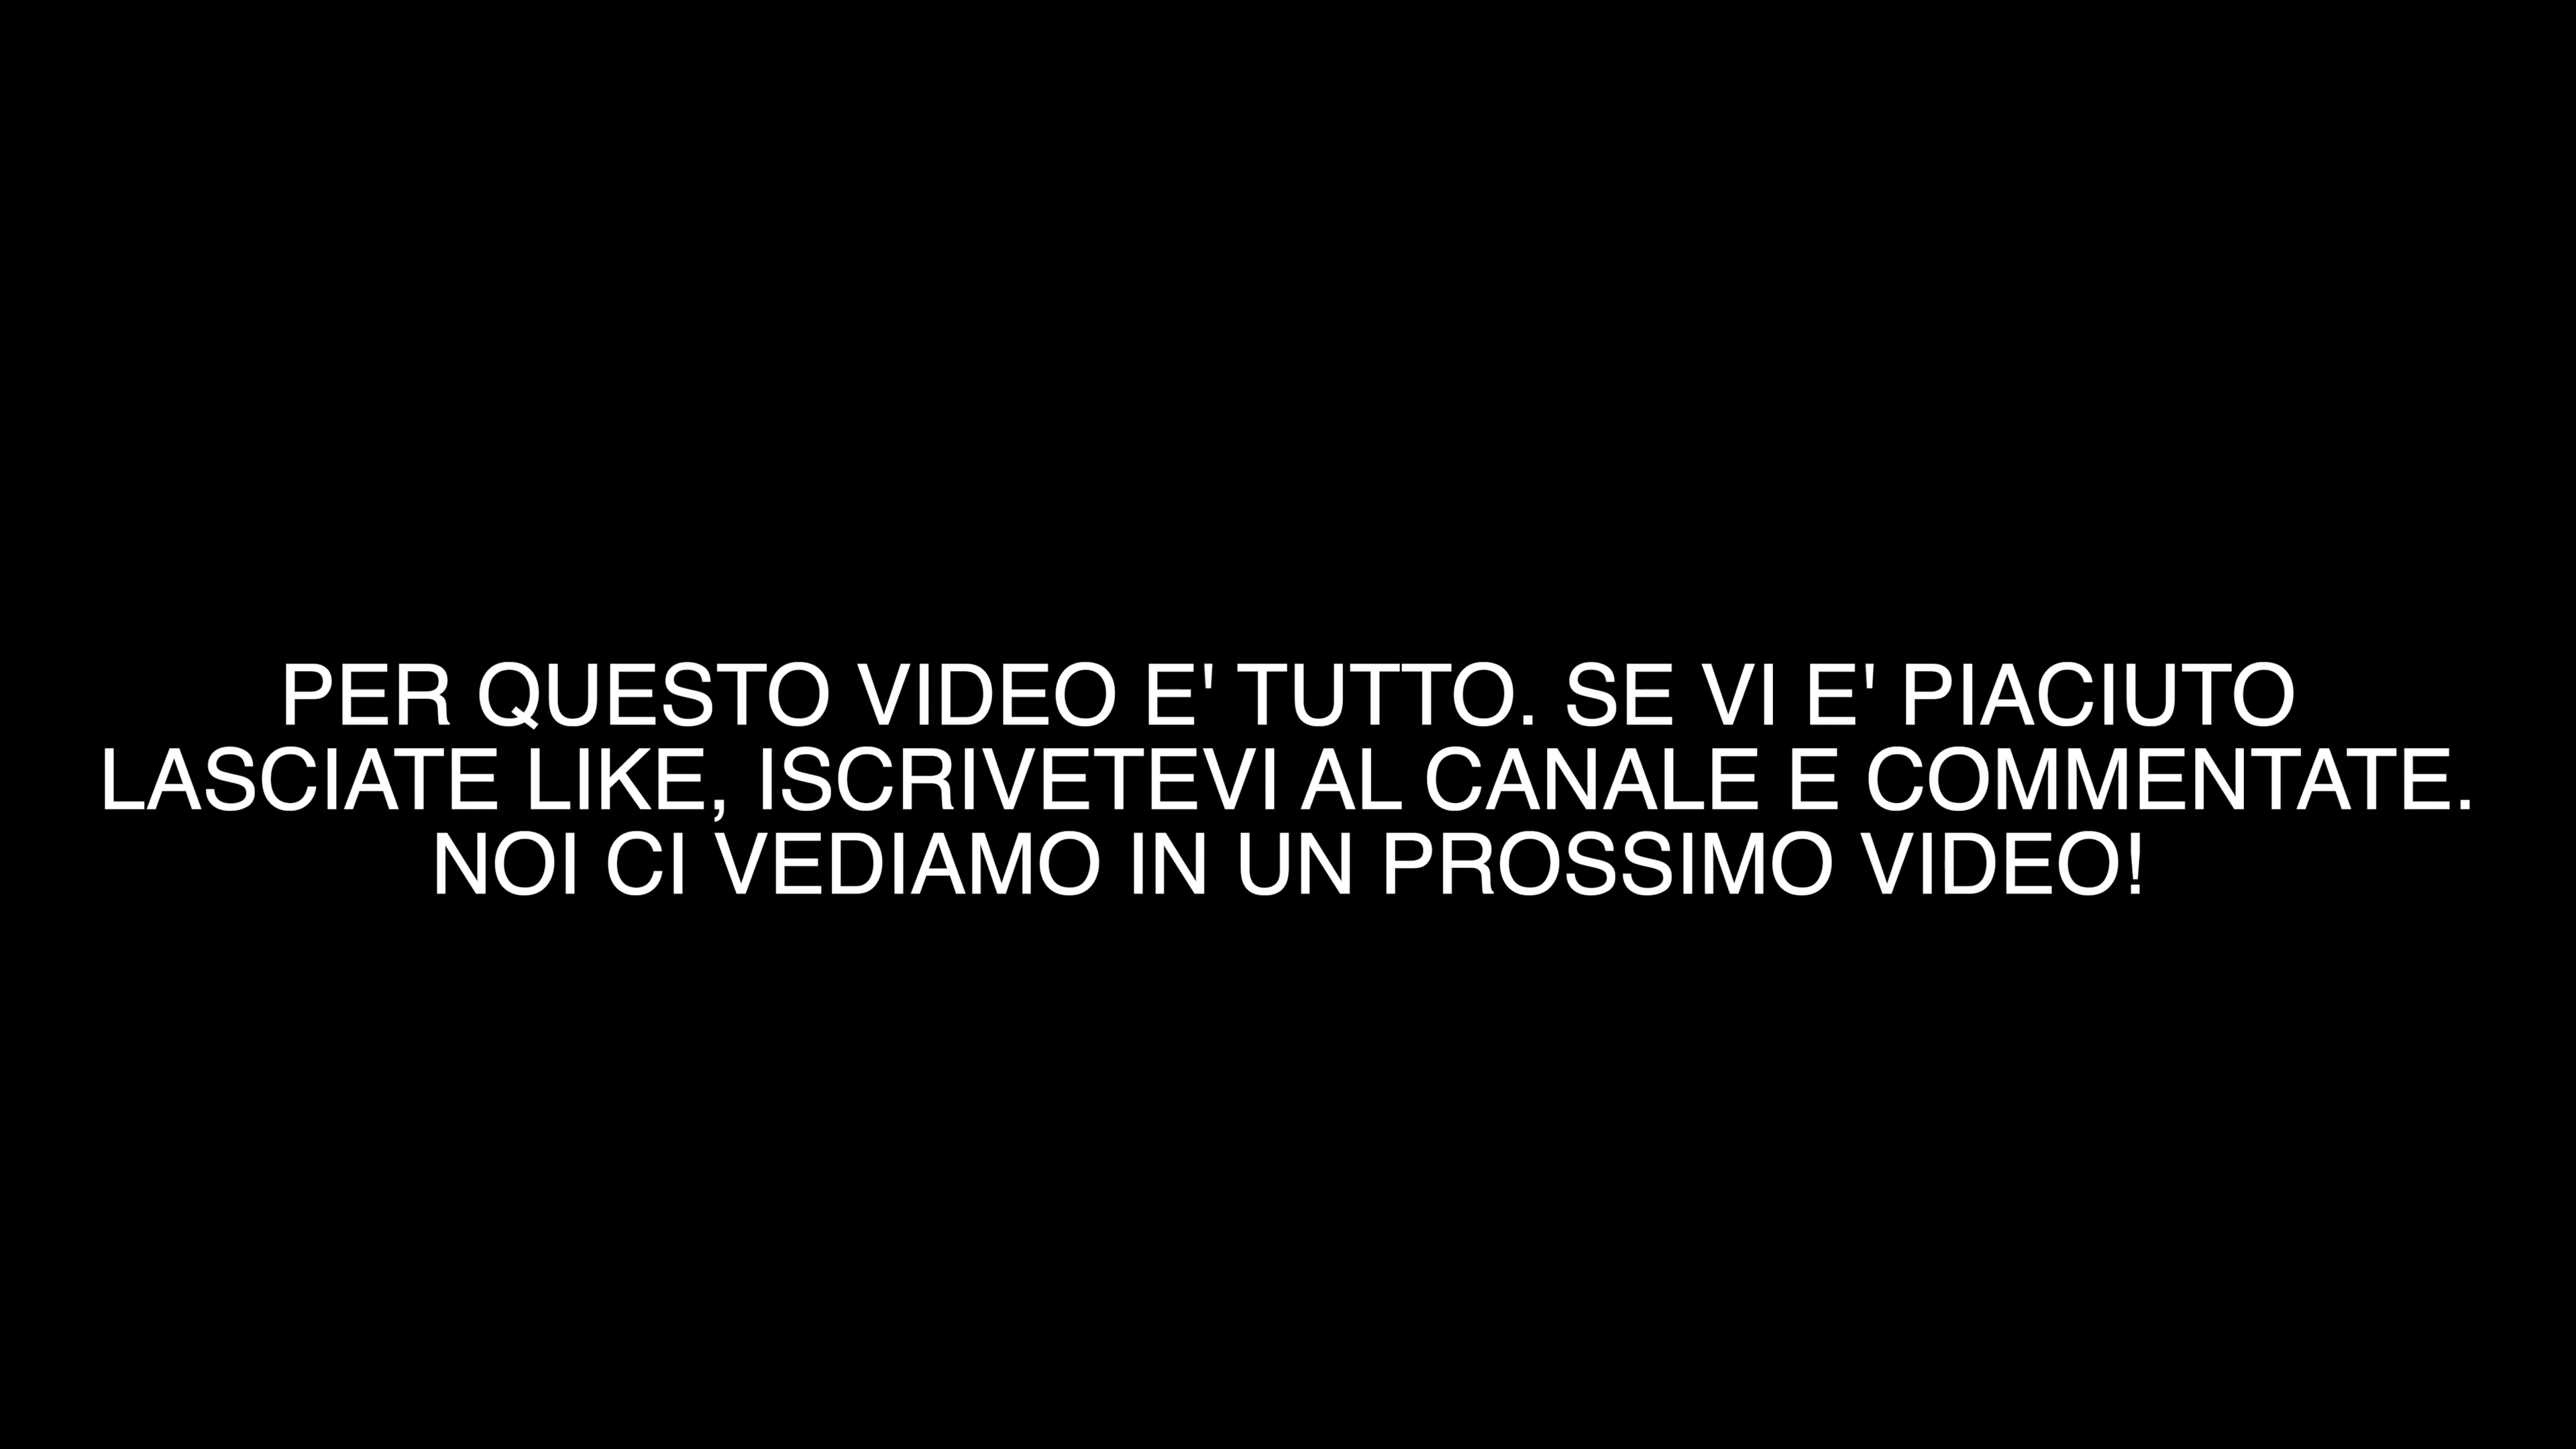 PER QUESTO VIDEO E' TUTTO. SE VI E' PIACIUTO
LASCIATE LIKE, ISCRIVETEVI AL CANALE E COMMENTATE.
NOI CI VEDIAMO IN UN PROSSIMO VIDEO!